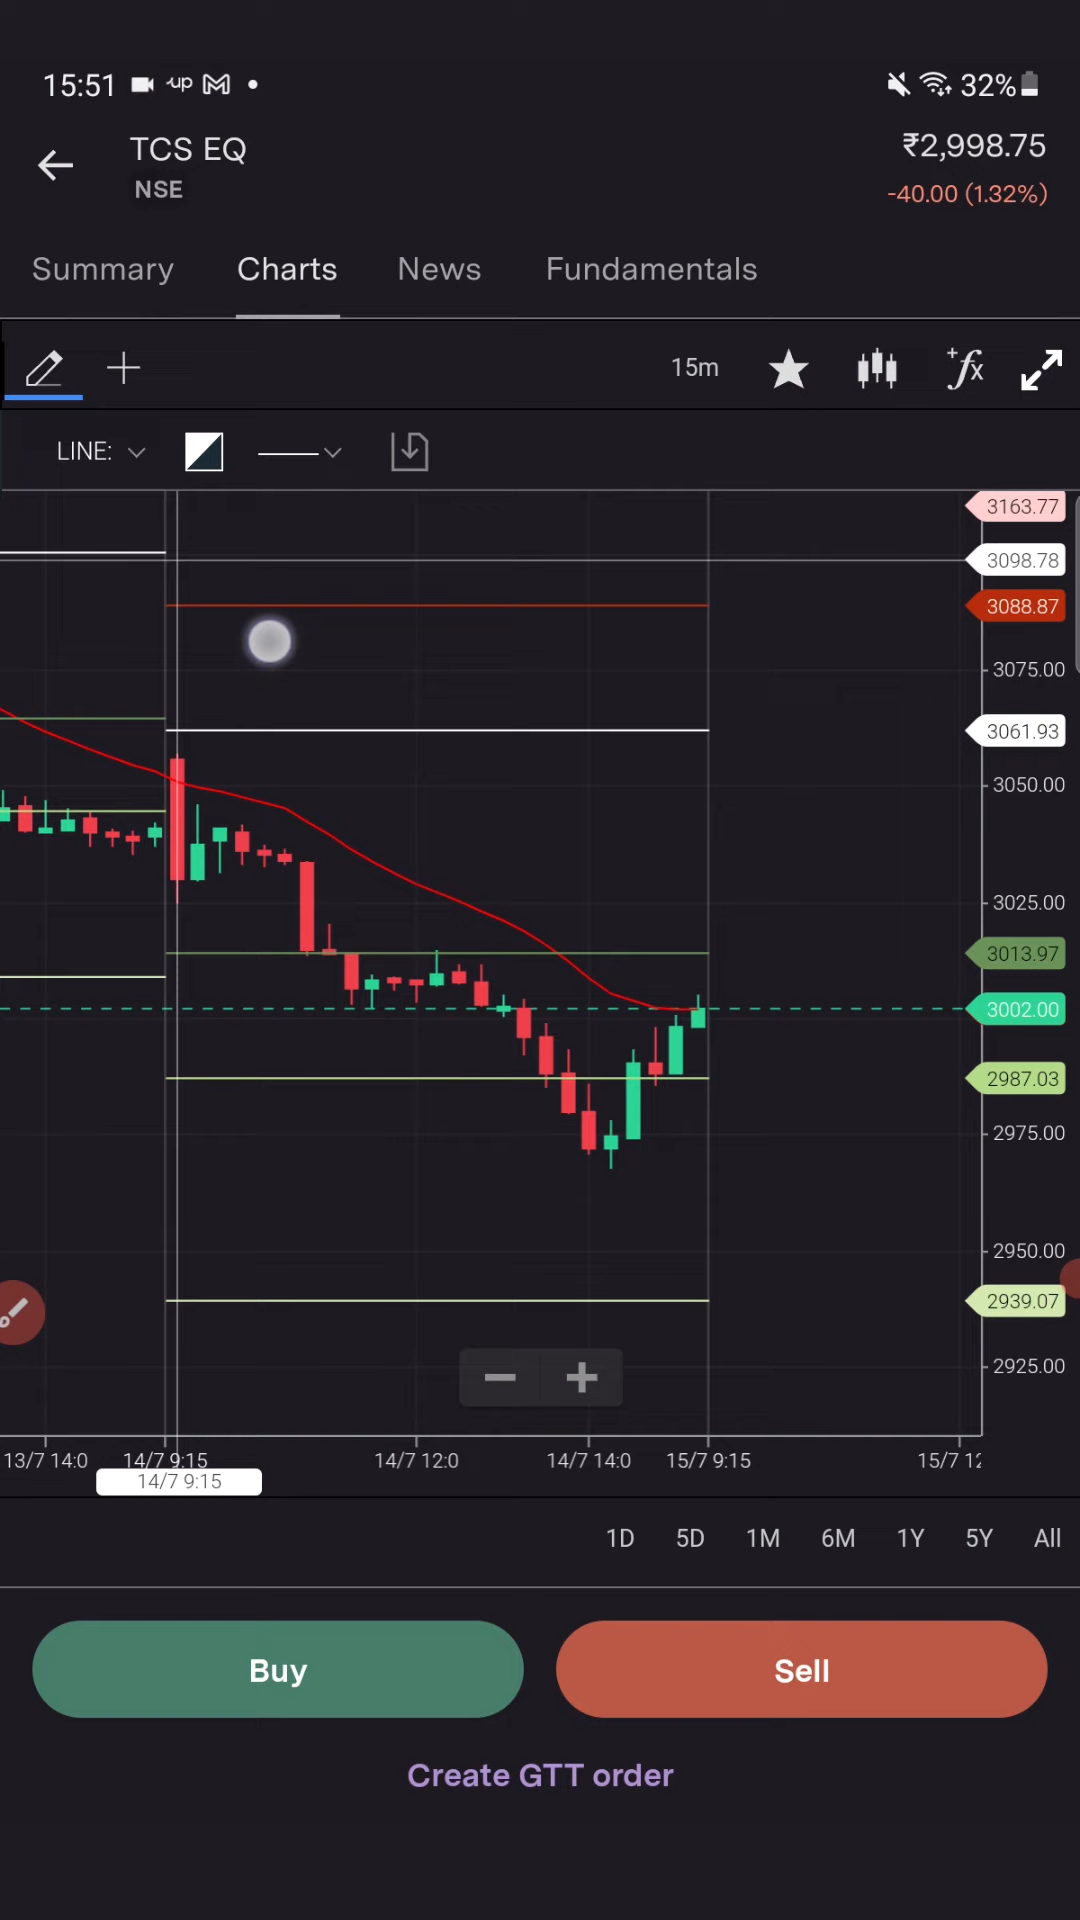 15:51 up 32%
TCS EQ
NSE
₹2,998.75
-40.00 (1.32%)
Summary Charts News Fundamentals
15m
LINE:
3163.77
3098.78
3088.87
3075.00
3061.93
3050.00
3025.00
3013.97
3002.00
2987.03
2975.00
2950.00
2939.07
2925.00
13/7 14:0 14/7 9:15 14/7 12:0 14/7 14:0 15/7 9:15 15/7 12
14/7 9:15
1D 5D 1M 6M 1Y 5Y All
Buy Sell
Create GTT order